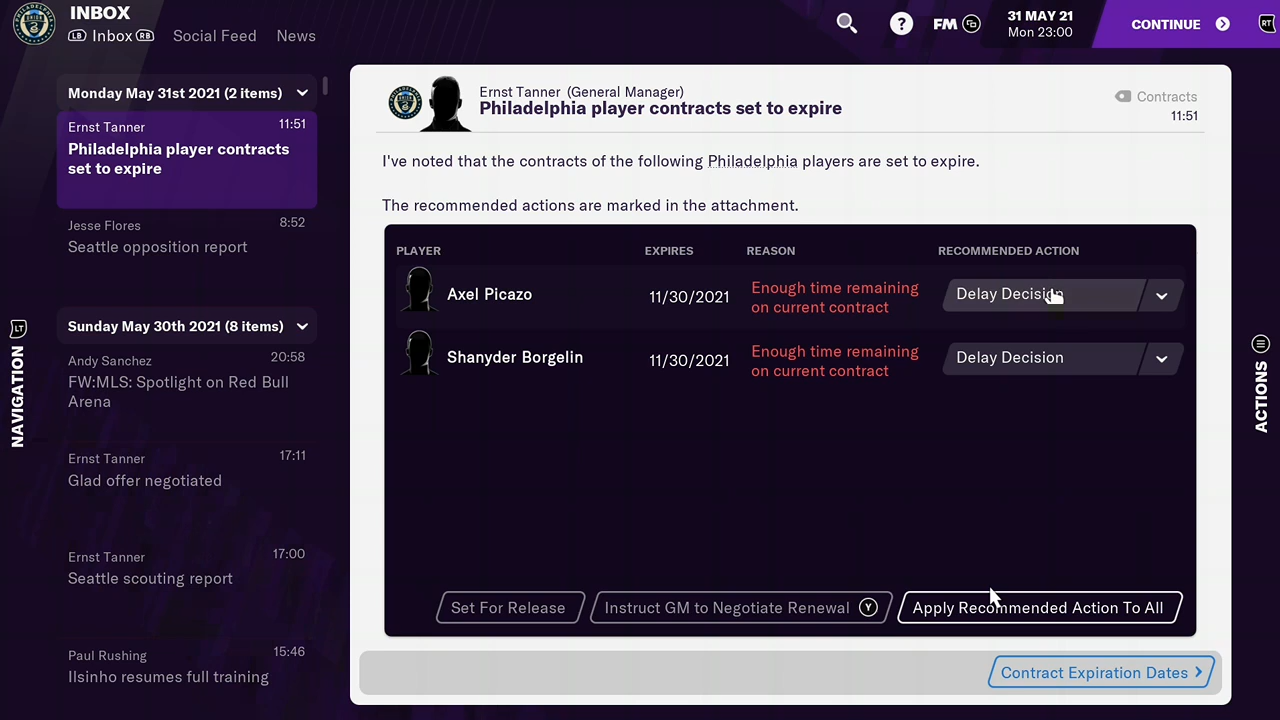 INBOX
LB Inbox RB Social Feed News
? FM
31 MAY 21
Mon 23:00
CONTINUE
RT
Monday May 31st 2021 (2 items)
Ernst Tanner 11:51
Philadelphia player contracts
set to expire
Jesse Flores 8:52
Seattle opposition report
Sunday May 30th 2021 (8 items)
Andy Sanchez 20:58
FW:MLS: Spotlight on Red Bull
Arena
Ernst Tanner 17:11
Glad offer negotiated
Ernst Tanner 17:00
Seattle scouting report
Paul Rushing 15:46
Ilsinho resumes full training
LT
NAVIGATION
Ernst Tanner (General Manager)
Philadelphia player contracts set to expire
Contracts
11:51
I've noted that the contracts of the following Philadelphia players are set to expire.
The recommended actions are marked in the attachment.
PLAYER EXPIRES REASON RECOMMENDED ACTION
Axel Picazo 11/30/2021 Enough time remaining
on current contract Delay Decision
Shanyder Borgelin 11/30/2021 Enough time remaining
on current contract Delay Decision
Set For Release Instruct GM to Negotiate Renewal Y Apply Recommended Action To All
Contract Expiration Dates
ACTIONS